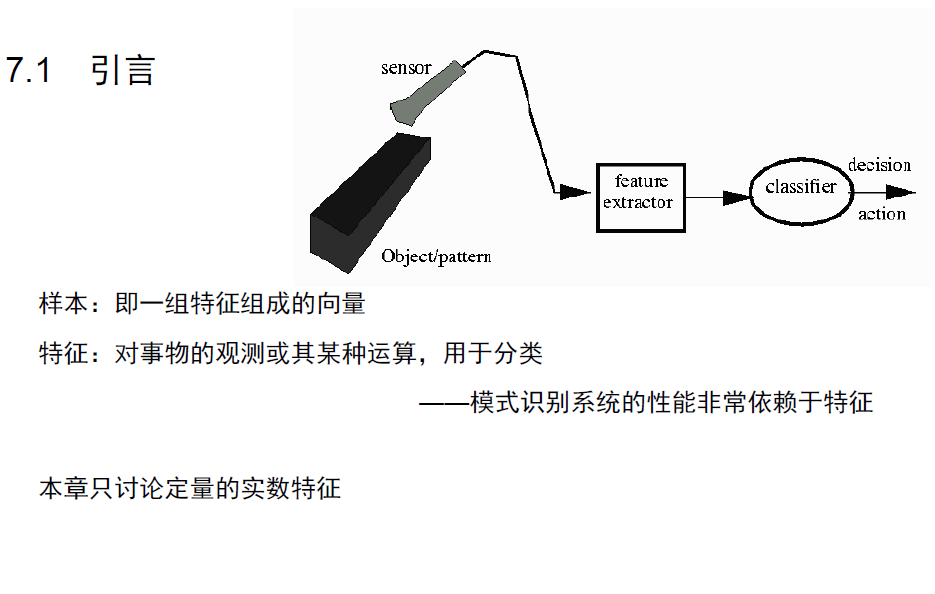 7.1 引言
sensor
feature
extractor
classifier
decision
action
Object/pattern
样本：即一组特征组成的向量
特征：对事物的观测或其某种运算，用于分类
——模式识别系统的性能非常依赖于特征
本章只讨论定量的实数特征